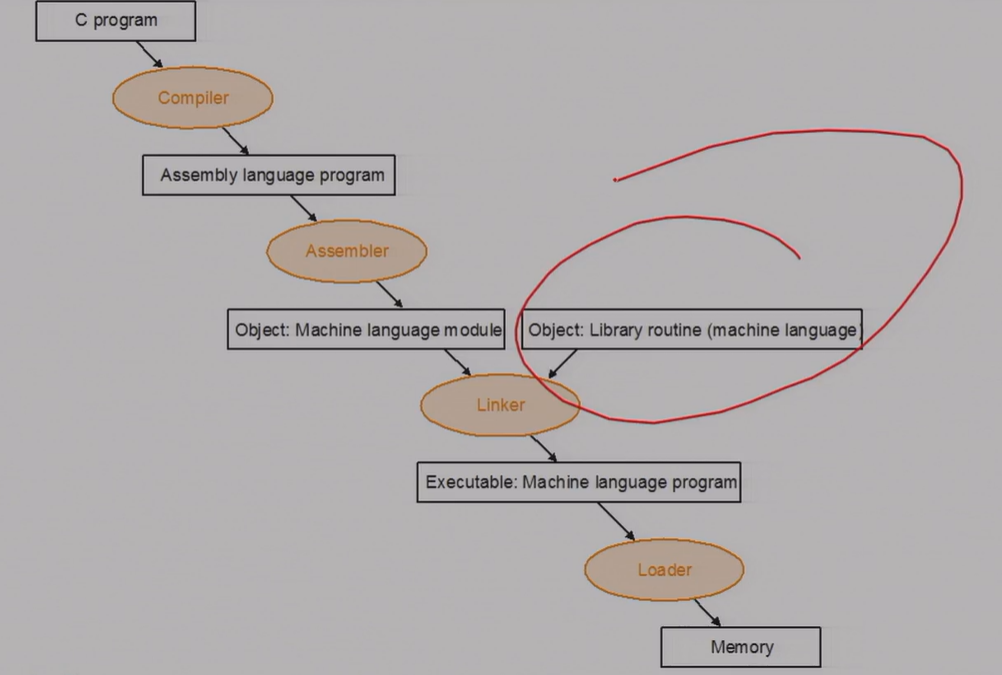 C program
Compiler
Assembly language program
Assembler
Object: Machine language module
Object: Library routine (machine language)
Linker
Executable: Machine language program
Loader
Memory